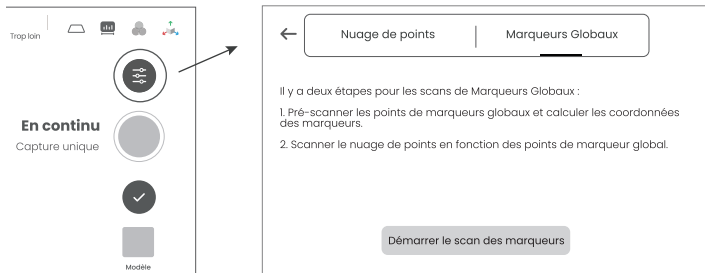 Trop loin
En continu
Capture unique
Modèle
Nuage de points
Marqueurs Globaux
Il y a deux étapes pour les scans de Marqueurs Globaux :
1. Pré-scanner les points de marqueurs globaux et calculer les coordonnées
des marqueurs.
2. Scanner le nuage de points en fonction des points de marqueur global.
Démarrer le scan des marqueurs